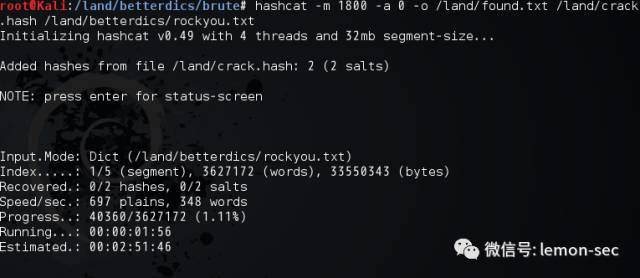 root@Kali:/land/betterdics/brute# hashcat -m 1800 -a 0 -o /land/found.txt /land/crac
.hash /land/betterdics/rockyou.txt
Initializing hashcat v0.49 with 4 threads and 32mb segment-size...
Added hashes from file /land/crack.hash: 2 (2 salts)
NOTE: press enter for status-screen
Input.Mode: Dict (/land/betterdics/rockyou.txt)
Index.....: 1/5 (segment), 3627172 (words), 33550343 (bytes)
Recovered.: 0/2 hashes, 0/2 salts
Speed/sec.: 697 plains, 348 words
Progress..: 40360/3627172 (1.11%)
Running...: 00:00:01:56
Estimated.: 00:02:51:46
微信号: lemon-sec